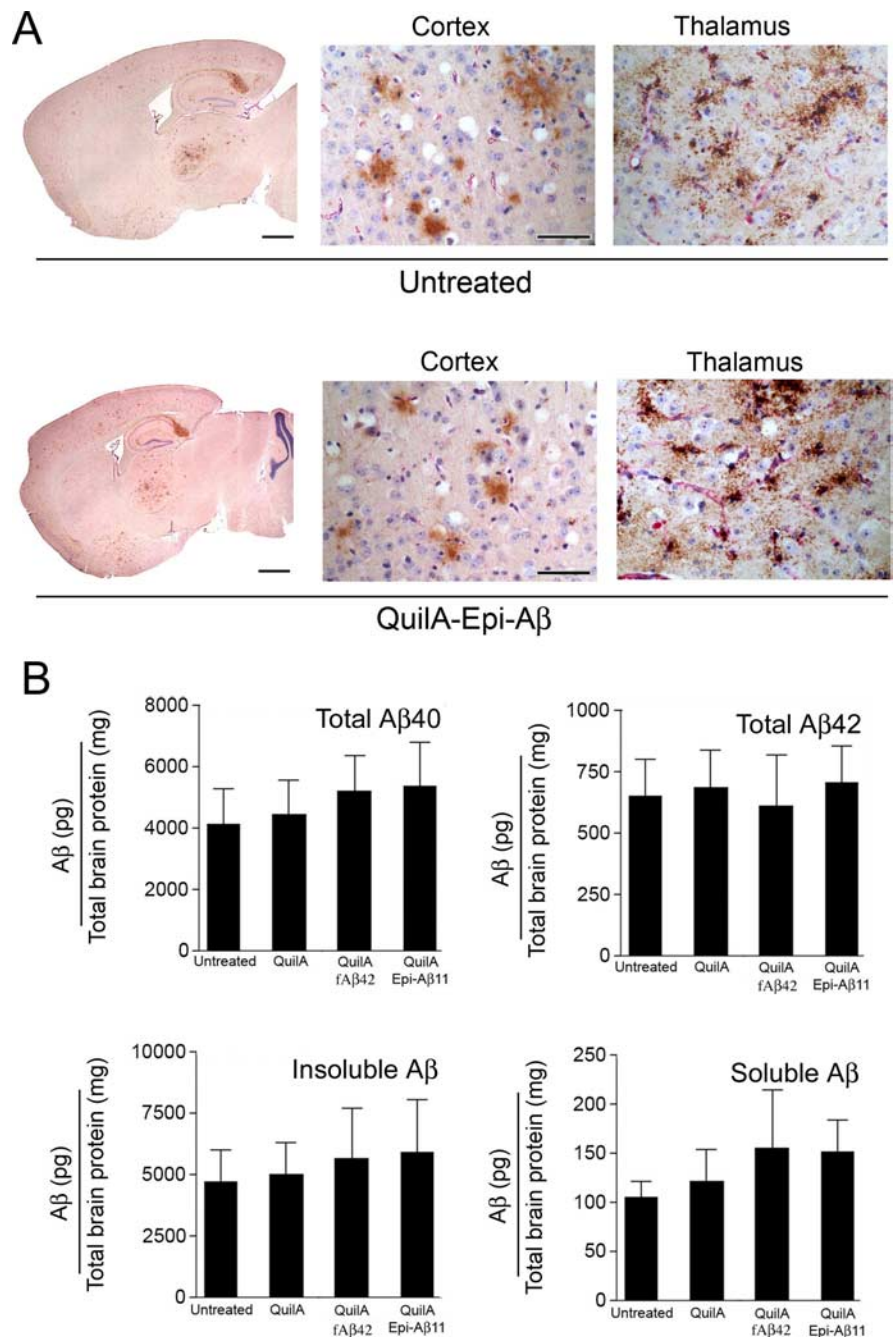 A
Cortex
Thalamus
Untreated
Cortex
Thalamus
QuilA-Epi-Aβ
B
Total Aβ40
Aβ (pg)
Total brain protein (mg)
8000
6000
4000
2000
0
Untreated
QuilA
QuilA
fAβ42
QuilA
Epi-Aβ11
Total Aβ42
Aβ (pg)
Total brain protein (mg)
1000
750
500
250
0
Untreated
QuilA
QuilA
fAβ42
QuilA
Epi-Aβ11
Insoluble Aβ
Aβ (pg)
Total brain protein (mg)
10000
7500
5000
2500
0
Untreated
QuilA
QuilA
fAβ42
QuilA
Epi-Aβ11
Soluble Aβ
Aβ (pg)
Total brain protein (mg)
250
200
150
100
50
0
Untreated
QuilA
QuilA
fAβ42
QuilA
Epi-Aβ11